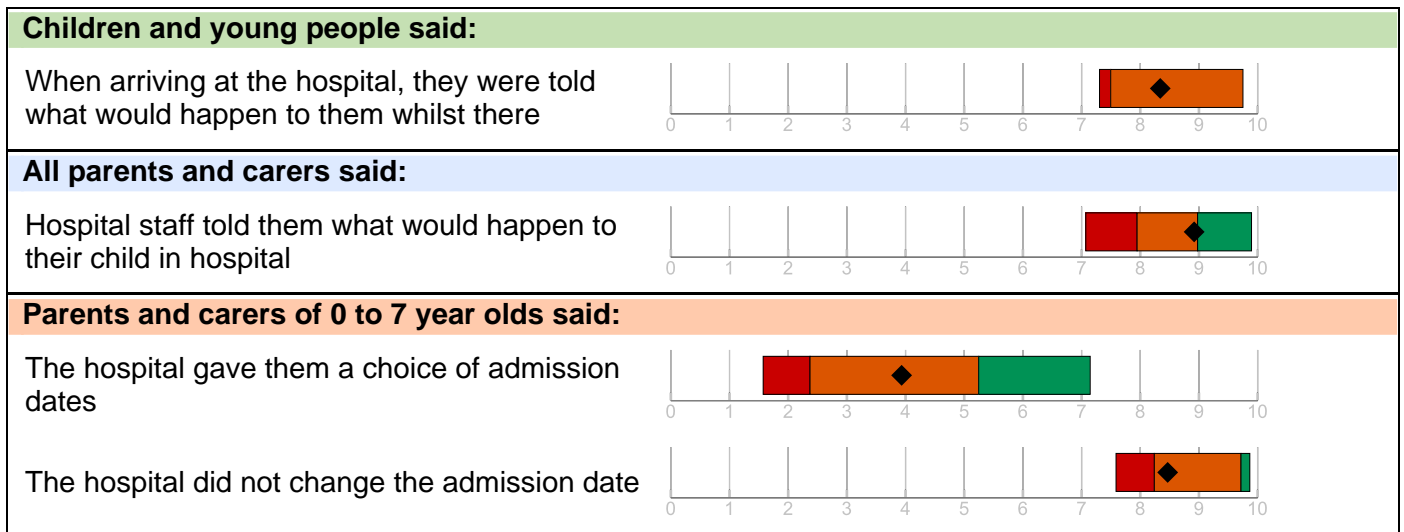 Children and young people said:
When arriving at the hospital, they were told
what would happen to them whilst there
0 1 2 3 4 5 6 7 8 9 10
All parents and carers said:
Hospital staff told them what would happen to
their child in hospital
0 1 2 3 4 5 6 7 8 9 10
Parents and carers of 0 to 7 year olds said:
The hospital gave them a choice of admission
dates
0 1 2 3 4 5 6 7 8 9 10
The hospital did not change the admission date
0 1 2 3 4 5 6 7 8 9 10